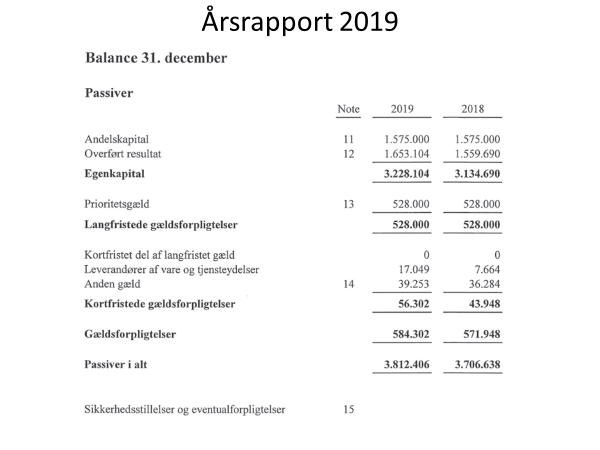 Årsrapport 2019
Balance 31. december
Passiver
Note 2019 2018
Andelskapital 11 1.575.000 1.575.000
Overført resultat 12 1.653.104 1.559.690
Egenkapital 3.228.104 3.134.690
Prioritetsgæld 13 528.000 528.000
Langfristede gældsforpligtelser 528.000 528.000
Kortfristet del af langfristet gæld 0 0
Leverandører af vare og tjensteydelser 17.049 7.664
Anden gæld 14 39.253 36.284
Kortfristede gældsforpligtelser 56.302 43.948
Gældsforpligtelser 584.302 571.948
Passiver i alt 3.812.406 3.706.638
Sikkerhedsstillelser og eventualforpligtelser 15